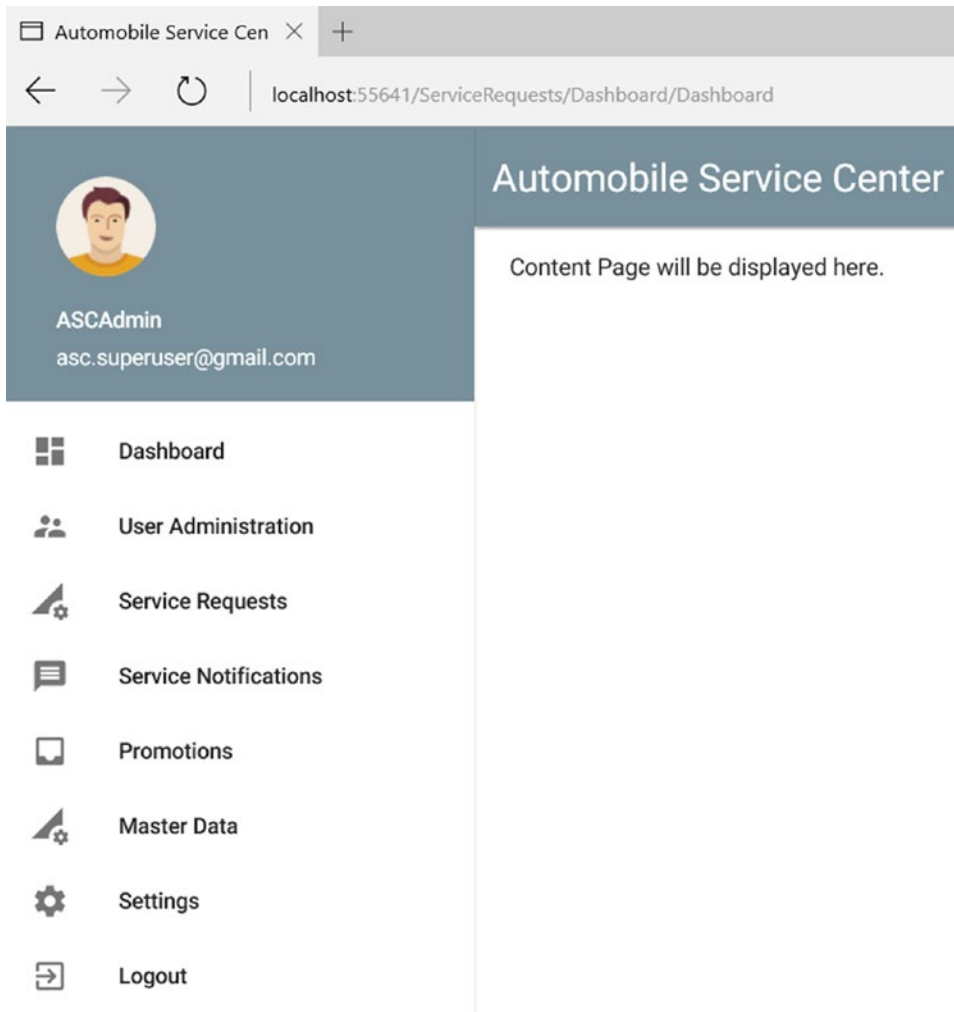 Automobile Service Cen
localhost:55641/ServiceRequests/Dashboard/Dashboard
Automobile Service Center
Content Page will be displayed here.
ASCAdmin
asc.superuser@gmail.com
Dashboard
User Administration
Service Requests
Service Notifications
Promotions
Master Data
Settings
Logout